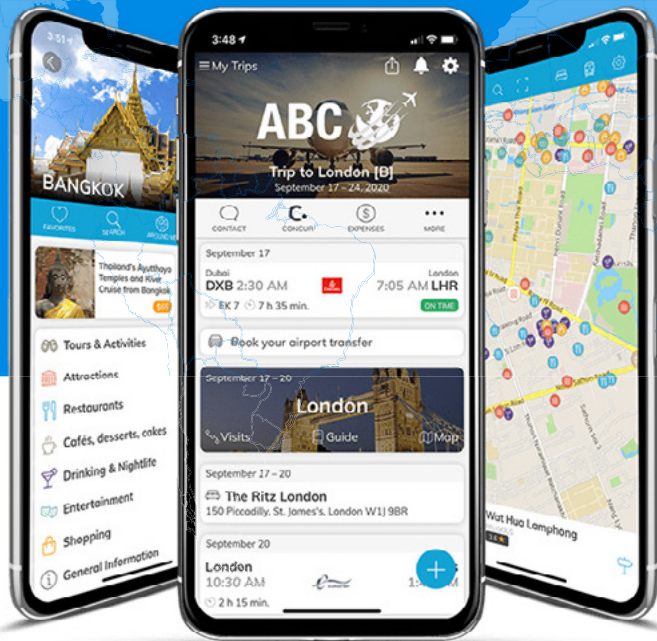 3:51
BANGKOK
FAVORITES SEARCH
Thailand's Ayutthaya
Temples and River
Cruise from Bangkok
Tours & Activities
Attractions
Restaurants
Cafés, desserts, cakes
Drinking & Nightlife
Entertainment
Shopping
General Information
3:48
My Trips
ABC
Trip to London [B]
September 17 – 24, 2020
CONTACT CONCUR EXPENSES MORE
September 17
Dubai London
DXB 2:30 AM 7:05 AM LHR
EK 7 7 h 35 min. ON TIME
Book your airport transfer
September 17 – 20
London
Visits Guide Map
September 17 – 20
The Ritz London
150 Piccadilly, St. James's, London W1J 9BR
September 20
London
10:30 AM
2 h 15 min.
Henri Dunant Road
Wat Hua Lamphong
3.6